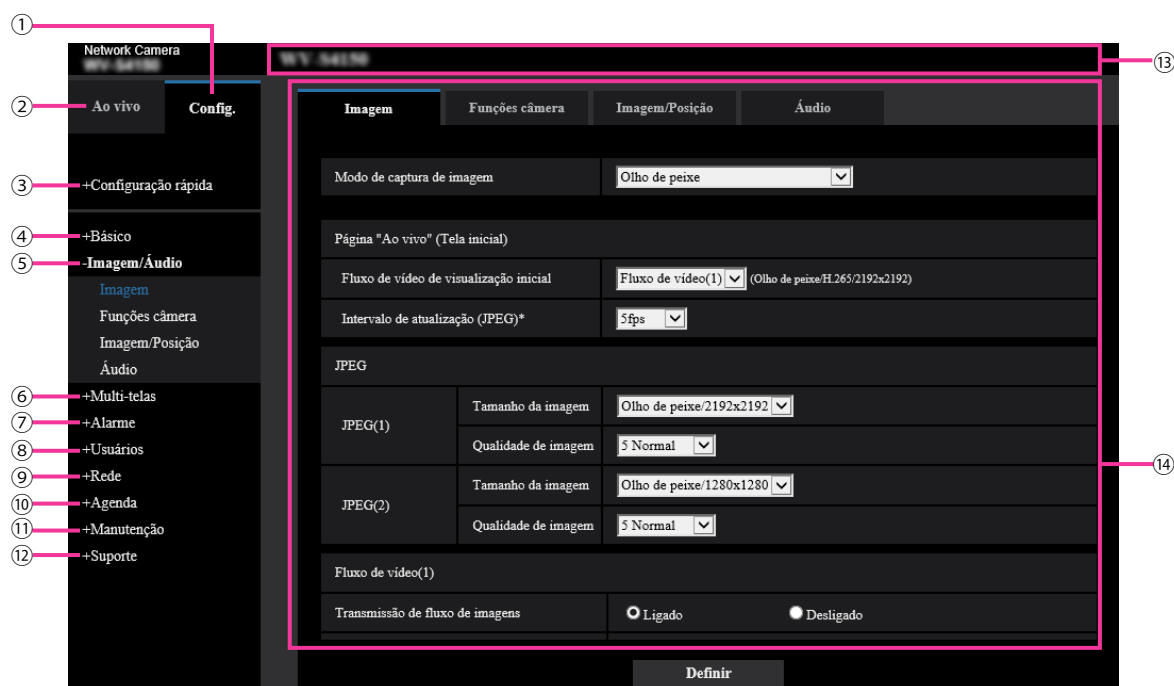 ①
Network Camera
WV-S4150
WV-S4150
⑬
② Ao vivo Config.
Imagem Funções câmera Imagem/Posição Áudio
③ +Configuração rápida
④ +Básico
⑤ -Imagem/Áudio
Imagem
Funções câmera
Imagem/Posição
Áudio
⑥ +Multi-telas
⑦ +Alarme
⑧ +Usuários
⑨ +Rede
⑩ +Agenda
⑪ +Manutenção
⑫ +Suporte
Modo de captura de imagem Olho de peixe
Página "Ao vivo" (Tela inicial)
Fluxo de vídeo de visualização inicial Fluxo de vídeo(1) (Olho de peixe/H.265/2192x2192)
Intervalo de atualização (JPEG)* 5fps
JPEG
JPEG(1)
Tamanho da imagem Olho de peixe/2192x2192
Qualidade de imagem 5 Normal
⑭
JPEG(2)
Tamanho da imagem Olho de peixe/1280x1280
Qualidade de imagem 5 Normal
Fluxo de vídeo(1)
Transmissão de fluxo de imagens Ligado Desligado
Definir